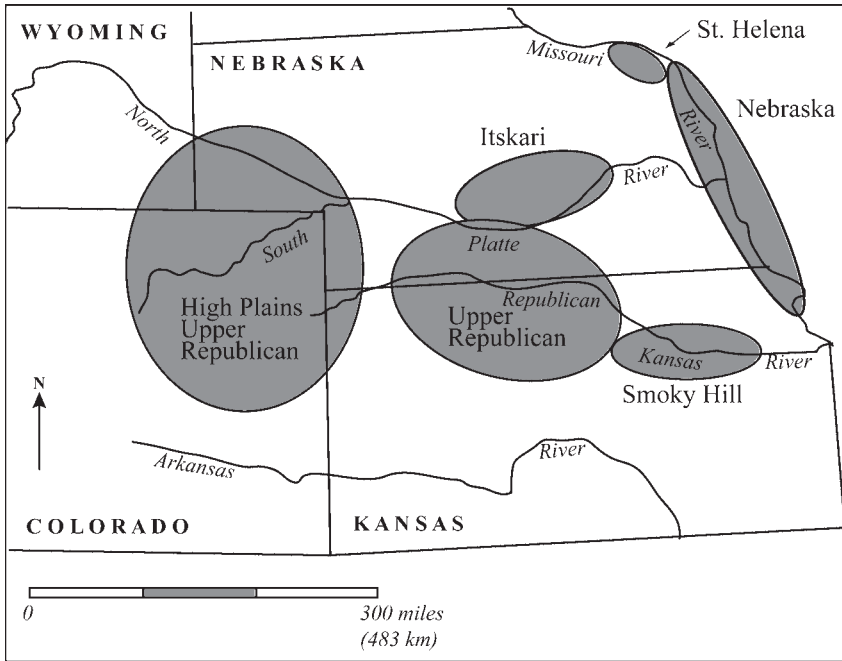 WYOMING
NEBRASKA
St. Helena
Missouri
Nebraska
River
North
Itskari
River
Platte
South
High Plains
Upper
Republican
Republican
Upper
Republican
Kansas
River
Smoky Hill
N
Arkansas
River
COLORADO
KANSAS
0
300 miles
(483 km)